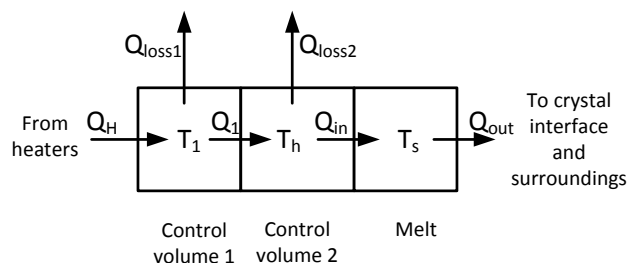 Q_loss1
Q_loss2
From
heaters
Q_H
T_1
Q_1
T_h
Q_in
T_s
Q_out
To crystal
interface
and
surroundings
Control
volume 1
Control
volume 2
Melt